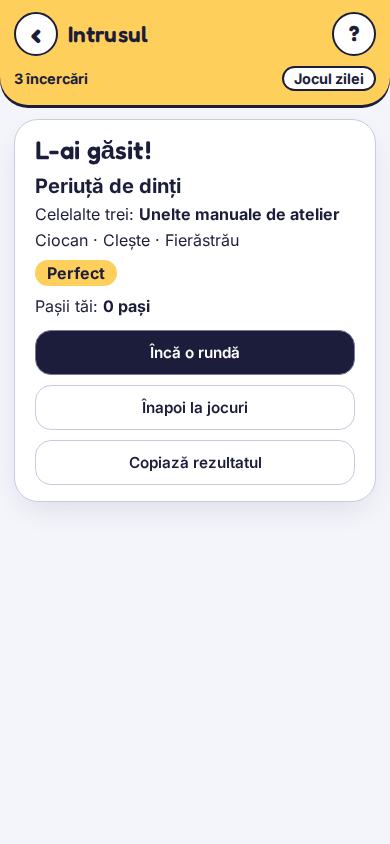 Intrusul
?
3 încercări
Jocul zilei
L-ai găsit!
Periuță de dinți
Celelalte trei: Unelte manuale de atelier
Ciocan · Clește · Fierăstrău
Perfect
Pașii tăi: 0 pași
Încă o rundă
Înapoi la jocuri
Copiază rezultatul